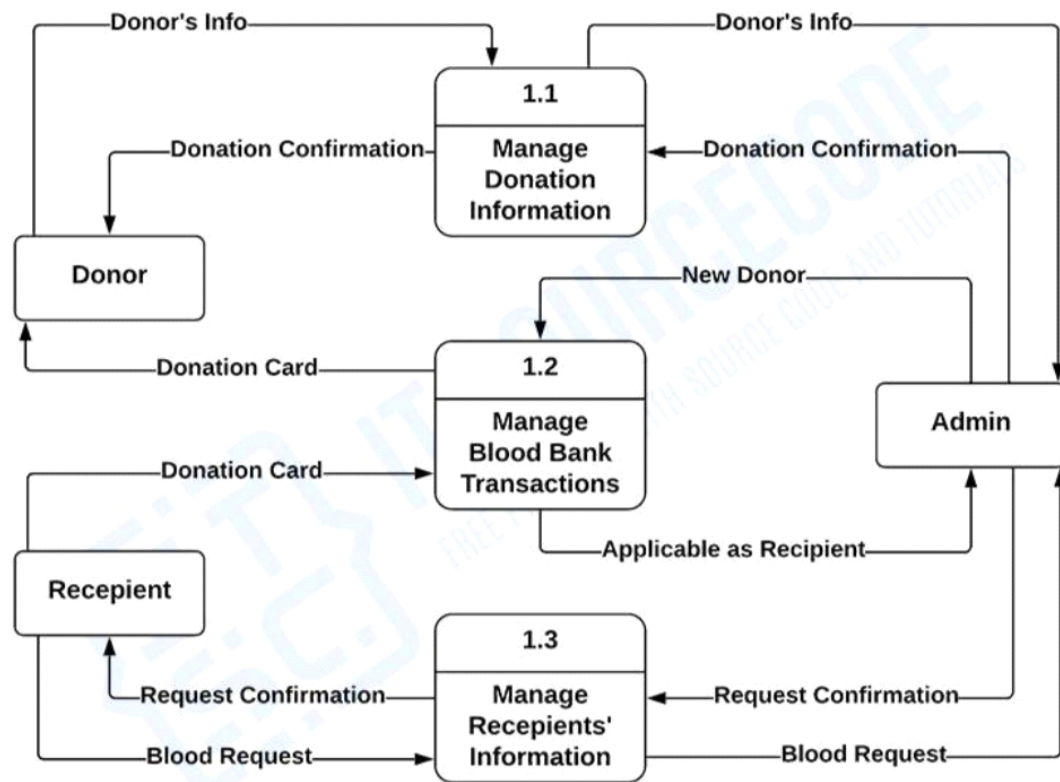 Donor's Info
Donor's Info
1.1
Manage
Donation
Information
Donation Confirmation
Donation Confirmation
Donor
New Donor
1.2
Manage
Blood Bank
Transactions
Donation Card
Admin
Donation Card
Applicable as Recipient
Recepient
1.3
Manage
Recepients'
Information
Request Confirmation
Request Confirmation
Blood Request
Blood Request